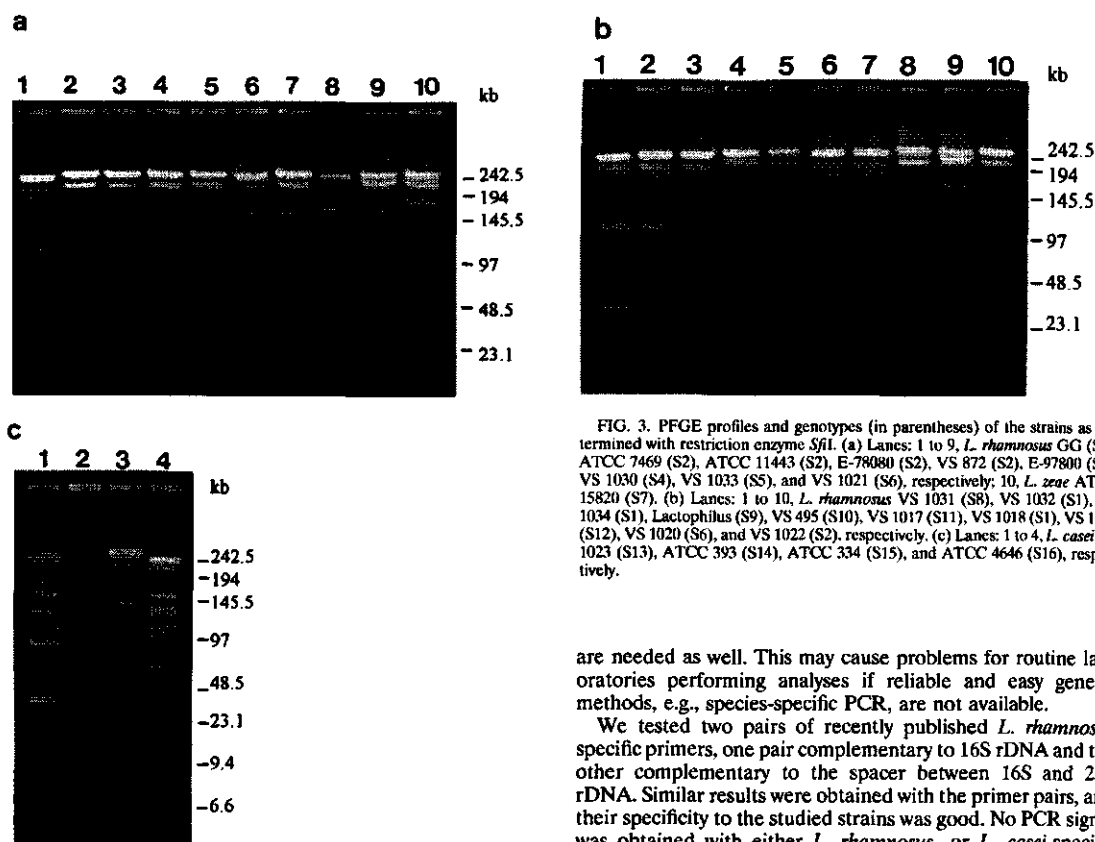 a
1 2 3 4 5 6 7 8 9 10
kb
242.5
194
145.5
97
48.5
23.1
b
1 2 3 4 5 6 7 8 9 10
kb
242.5
194
145.5
97
48.5
23.1
c
1 2 3 4
kb
242.5
194
145.5
97
48.5
23.1
9.4
6.6
FIG. 3. PFGE profiles and genotypes (in parentheses) of the strains as
termined with restriction enzyme SfiI. (a) Lanes: 1 to 9, L. rhamnosus GG (S
ATCC 7469 (S2), ATCC 11443 (S2), E-78080 (S2), VS 872 (S2), E-97800 (S
VS 1030 (S4), VS 1033 (S5), and VS 1021 (S6), respectively; 10, L. zeae AT
15820 (S7). (b) Lanes: 1 to 10, L. rhamnosus VS 1031 (S8), VS 1032 (S1),
1034 (S1), Lactophilus (S9), VS 495 (S10), VS 1017 (S11), VS 1018 (S1), VS 1
(S12), VS 1020 (S6), and VS 1022 (S2), respectively. (c) Lanes: 1 to 4, L. casei
1023 (S13), ATCC 393 (S14), ATCC 334 (S15), and ATCC 4646 (S16), resp
tively.
are needed as well. This may cause problems for routine la
oratories performing analyses if reliable and easy gene
methods, e.g., species-specific PCR, are not available.
We tested two pairs of recently published L. rhamnos
specific primers, one pair complementary to 16S rDNA and t
other complementary to the spacer between 16S and 2
rDNA. Similar results were obtained with the primer pairs, an
their specificity to the studied strains was good. No PCR sign
was obtained with either L. rhamnosus- or L. casei-speci